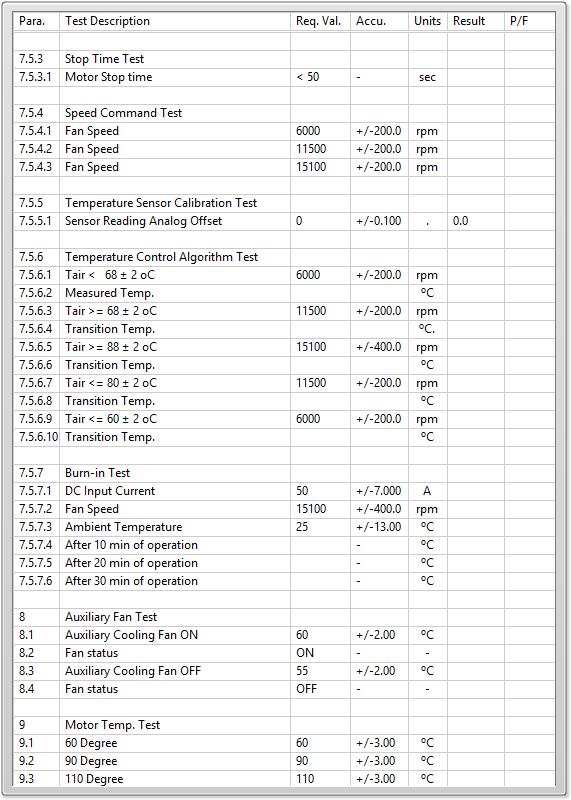 Para. Test Description Req. Val. Accu. Units Result P/F
7.5.3 Stop Time Test
7.5.3.1 Motor Stop time < 50 - sec
7.5.4 Speed Command Test
7.5.4.1 Fan Speed 6000 +/-200.0 rpm
7.5.4.2 Fan Speed 11500 +/-200.0 rpm
7.5.4.3 Fan Speed 15100 +/-200.0 rpm
7.5.5 Temperature Sensor Calibration Test
7.5.5.1 Sensor Reading Analog Offset 0 +/-0.100 . 0.0
7.5.6 Temperature Control Algorithm Test
7.5.6.1 Tair < 68 ± 2 oC 6000 +/-200.0 rpm
7.5.6.2 Measured Temp. ºC
7.5.6.3 Tair >= 68 ± 2 oC 11500 +/-200.0 rpm
7.5.6.4 Transition Temp. ºC.
7.5.6.5 Tair >= 88 ± 2 oC 15100 +/-400.0 rpm
7.5.6.6 Transition Temp. ºC
7.5.6.7 Tair <= 80 ± 2 oC 11500 +/-200.0 rpm
7.5.6.8 Transition Temp. ºC
7.5.6.9 Tair <= 60 ± 2 oC 6000 +/-200.0 rpm
7.5.6.10 Transition Temp. ºC
7.5.7 Burn-in Test
7.5.7.1 DC Input Current 50 +/-7.000 A
7.5.7.2 Fan Speed 15100 +/-400.0 rpm
7.5.7.3 Ambient Temperature 25 +/-13.00 ºC
7.5.7.4 After 10 min of operation - ºC
7.5.7.5 After 20 min of operation - ºC
7.5.7.6 After 30 min of operation - ºC
8 Auxiliary Fan Test
8.1 Auxiliary Cooling Fan ON 60 +/-2.00 ºC
8.2 Fan status ON - -
8.3 Auxiliary Cooling Fan OFF 55 +/-2.00 ºC
8.4 Fan status OFF - -
9 Motor Temp. Test
9.1 60 Degree 60 +/-3.00 ºC
9.2 90 Degree 90 +/-3.00 ºC
9.3 110 Degree 110 +/-3.00 ºC